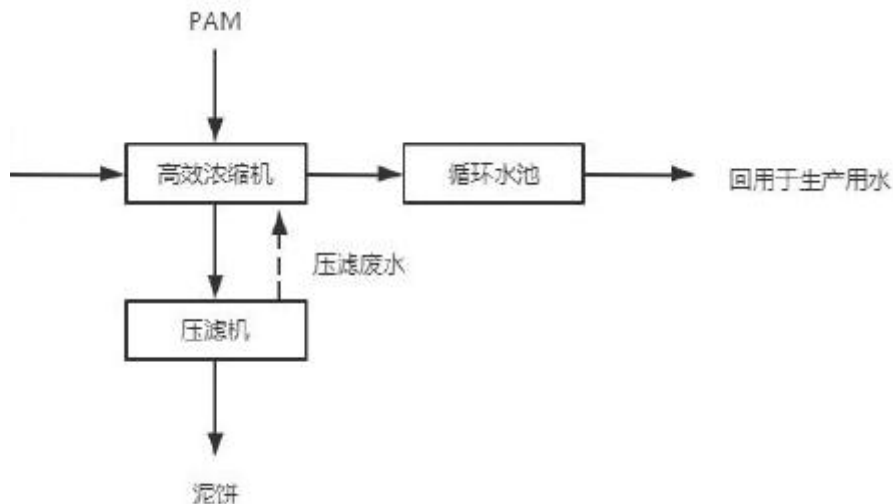 PAM
高效浓缩机
循环水池
回用于生产用水
压滤废水
压滤机
泥饼